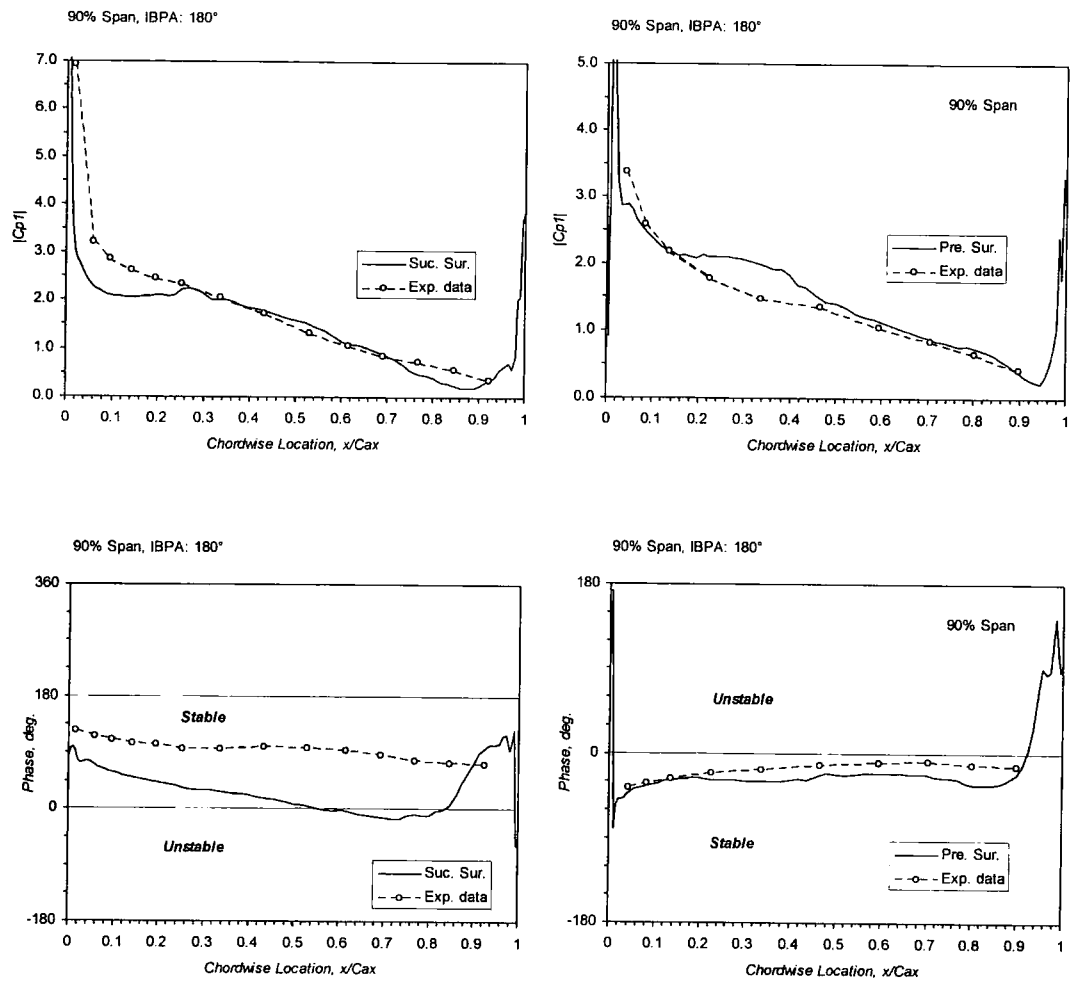 90% Span, IBPA: 180°
7.0
6.0
5.0
4.0
3.0
2.0
1.0
0.0
|Cp1|
Suc. Sur.
Exp. data
0 0.1 0.2 0.3 0.4 0.5 0.6 0.7 0.8 0.9 1
Chordwise Location, x/Cax
90% Span, IBPA: 180°
5.0
4.0
3.0
2.0
1.0
0.0
|Cp1|
90% Span
Pre. Sur.
Exp. data
0 0.1 0.2 0.3 0.4 0.5 0.6 0.7 0.8 0.9 1
Chordwise Location, x/Cax
90% Span, IBPA: 180°
360
180
0
-180
Phase, deg.
Stable
Unstable
Suc. Sur.
Exp. data
0 0.1 0.2 0.3 0.4 0.5 0.6 0.7 0.8 0.9 1
Chordwise Location, x/Cax
90% Span, IBPA: 180°
180
0
-180
Phase, deg.
90% Span
Unstable
Stable
Pre. Sur.
Exp. data
0 0.1 0.2 0.3 0.4 0.5 0.6 0.7 0.8 0.9 1
Chordwise Location, x/Cax